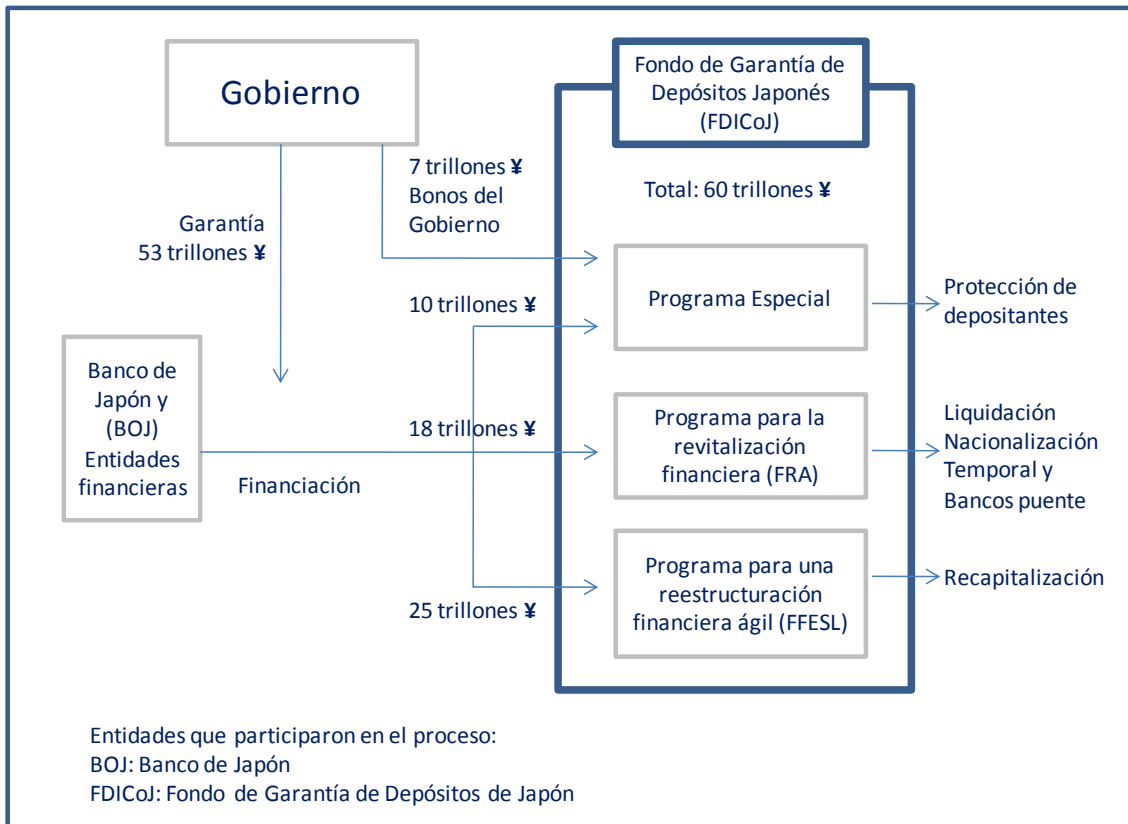 Gobierno
Fondo de Garantía de
Depósitos Japonés
(FDICoJ)
7 trillones ¥
Bonos del
Gobierno
Total: 60 trillones ¥
Garantía
53 trillones ¥
10 trillones ¥
Programa Especial
Protección de
depositantes
Banco de
Japón y
(BOJ)
Entidades
financieras
18 trillones ¥
Financiación
Programa para la
revitalización
financiera (FRA)
Liquidación
Nacionalización
Temporal y
Bancos puente
25 trillones ¥
Programa para una
reestructuración
financiera ágil (FFESL)
Recapitalización
Entidades que participaron en el proceso:
BOJ: Banco de Japón
FDICoJ: Fondo de Garantía de Depósitos de Japón